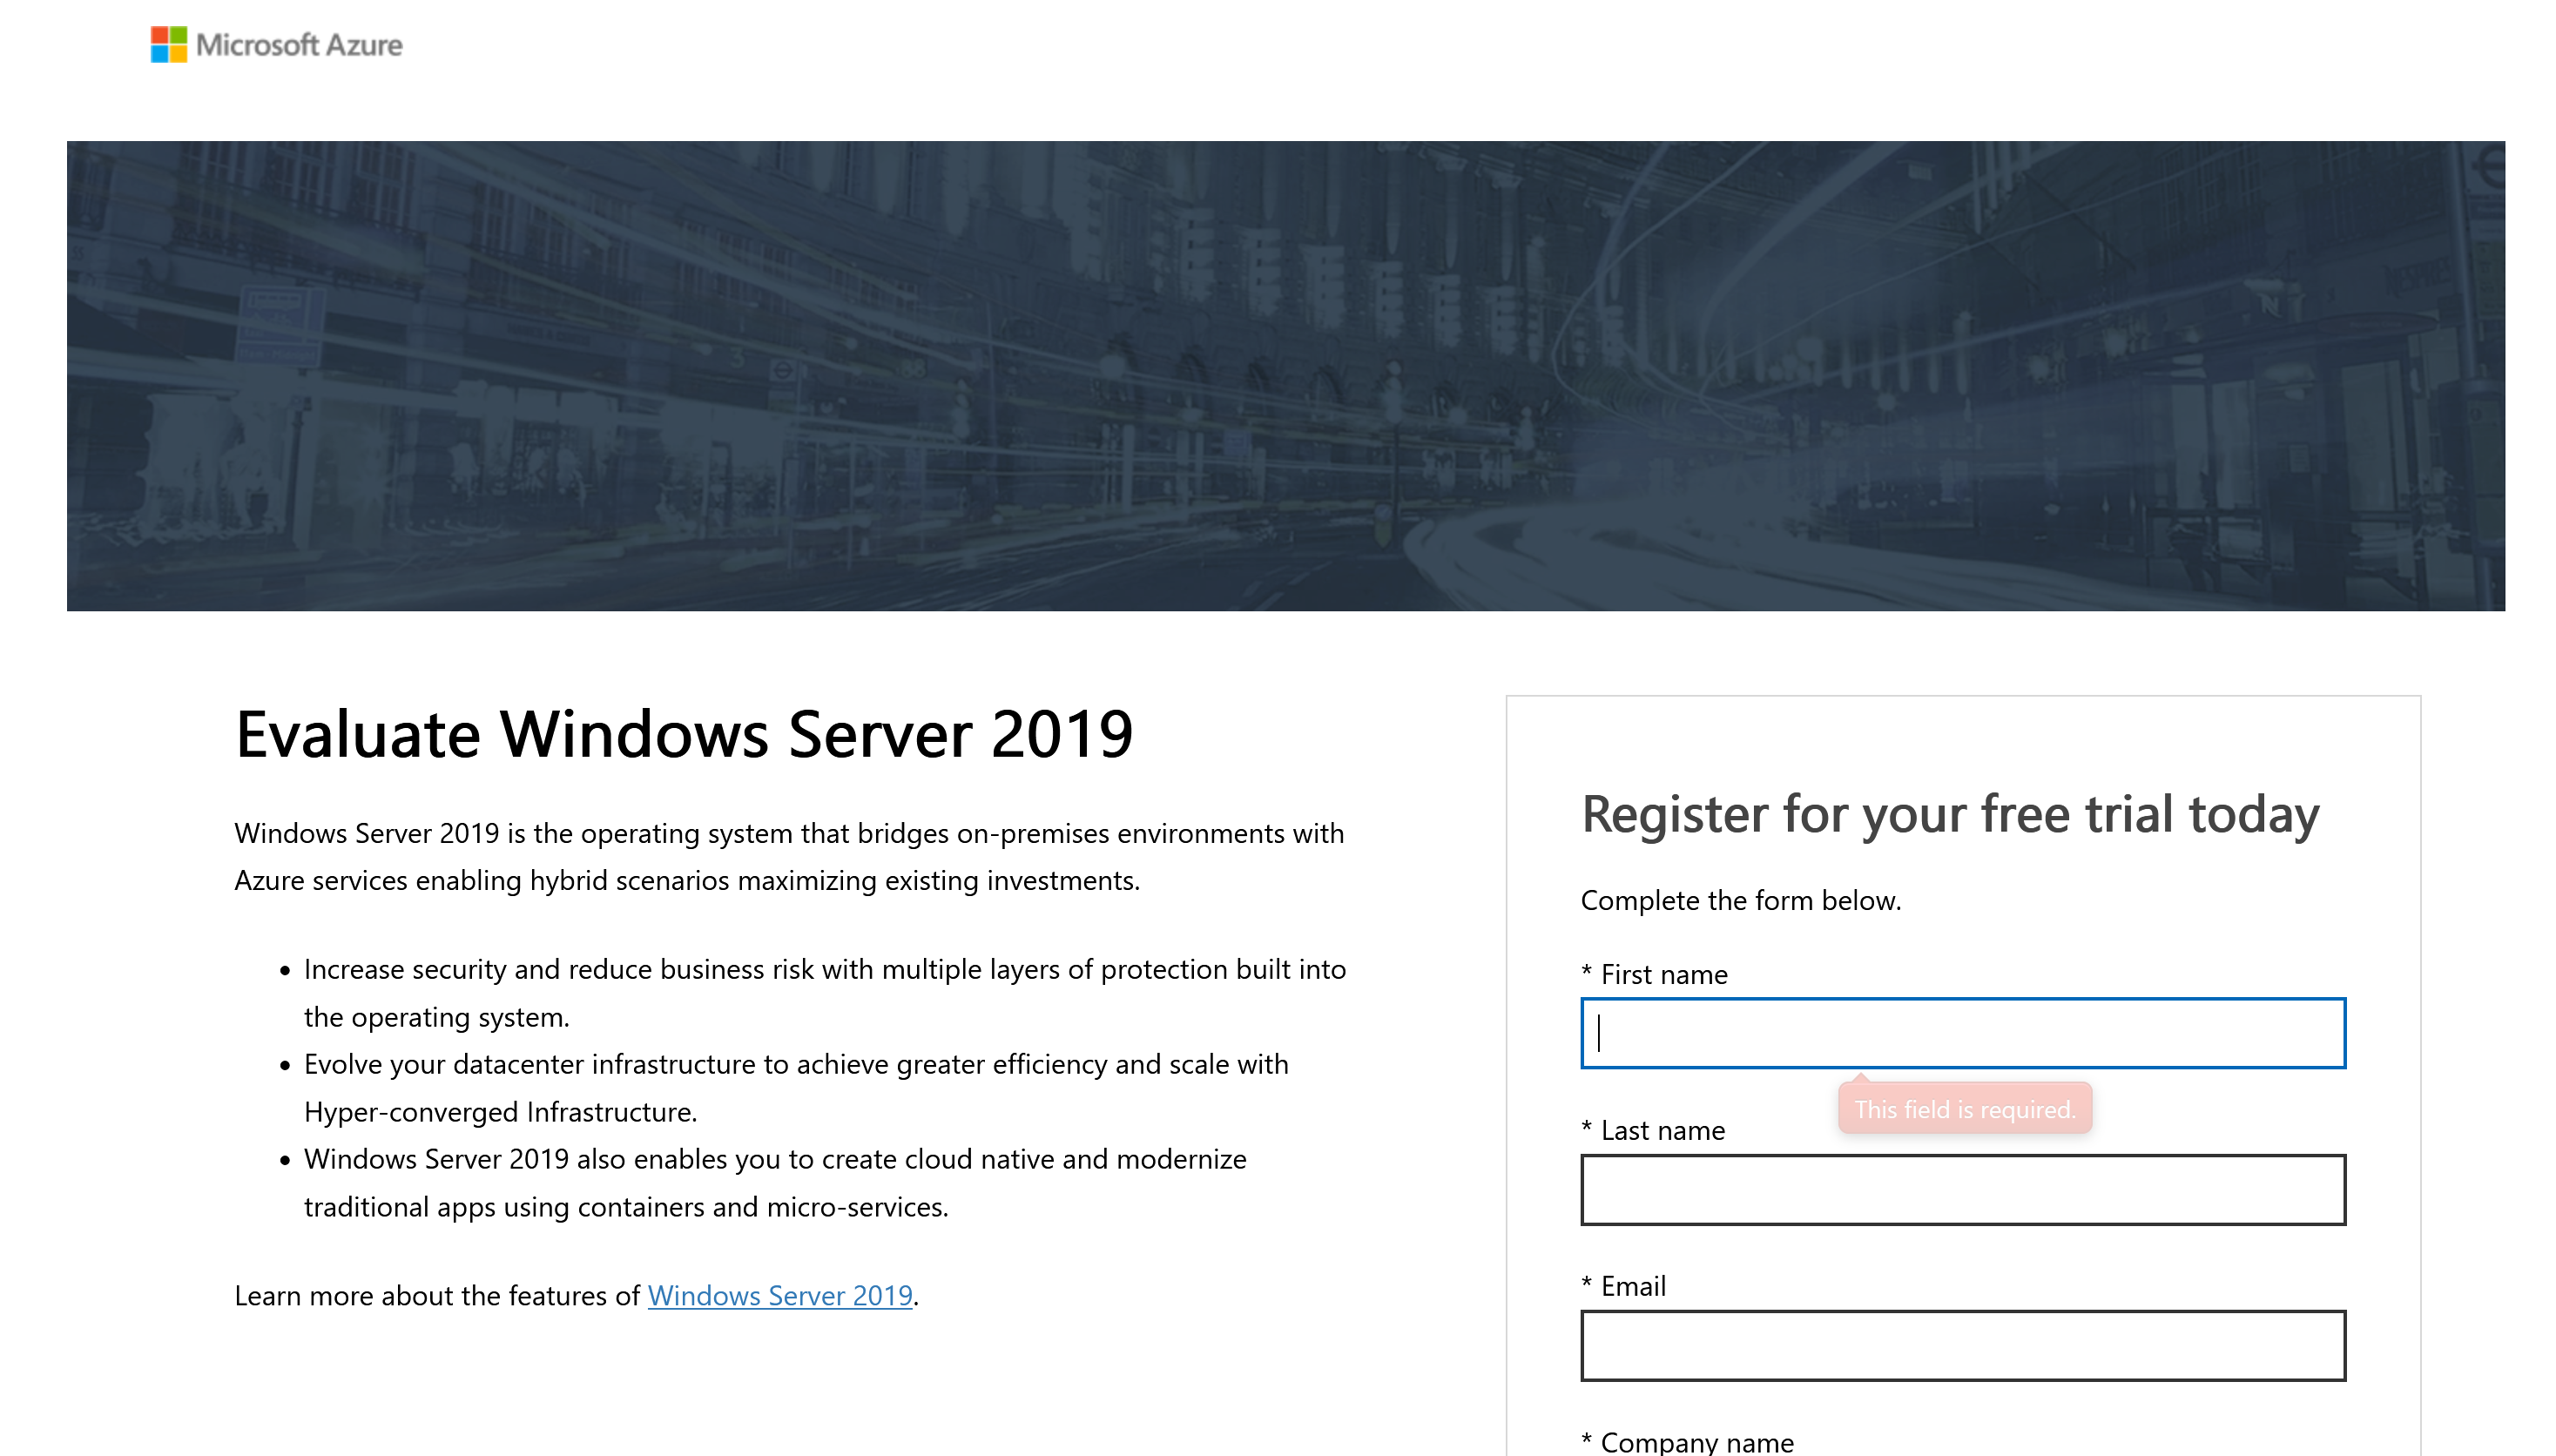 Microsoft Azure
Evaluate Windows Server 2019
Windows Server 2019 is the operating system that bridges on-premises environments with
Azure services enabling hybrid scenarios maximizing existing investments.
Increase security and reduce business risk with multiple layers of protection built into
the operating system.
Evolve your datacenter infrastructure to achieve greater efficiency and scale with
Hyper-converged Infrastructure.
Windows Server 2019 also enables you to create cloud native and modernize
traditional apps using containers and micro-services.
Learn more about the features of Windows Server 2019.
Register for your free trial today
Complete the form below.
* First name
This field is required.
* Last name
* Email
* Company name